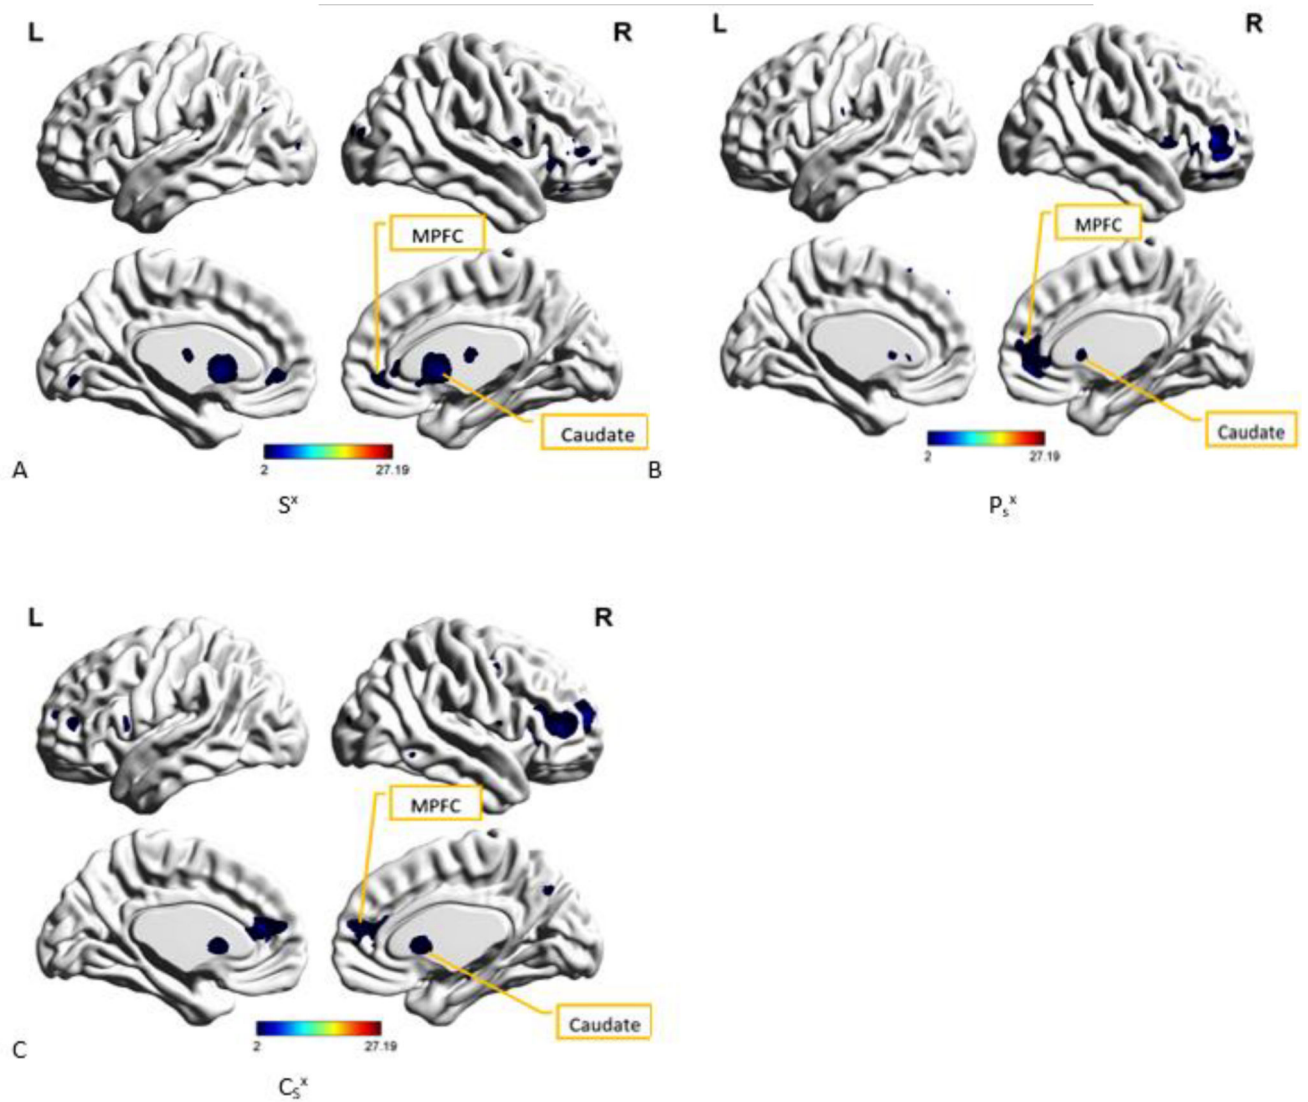 L R
MPFC
Caudate
2 27.19
A
Sˣ
L R
MPFC
Caudate
2 27.19
B
Pₛˣ
L R
MPFC
Caudate
2 27.19
C
Cₛˣ